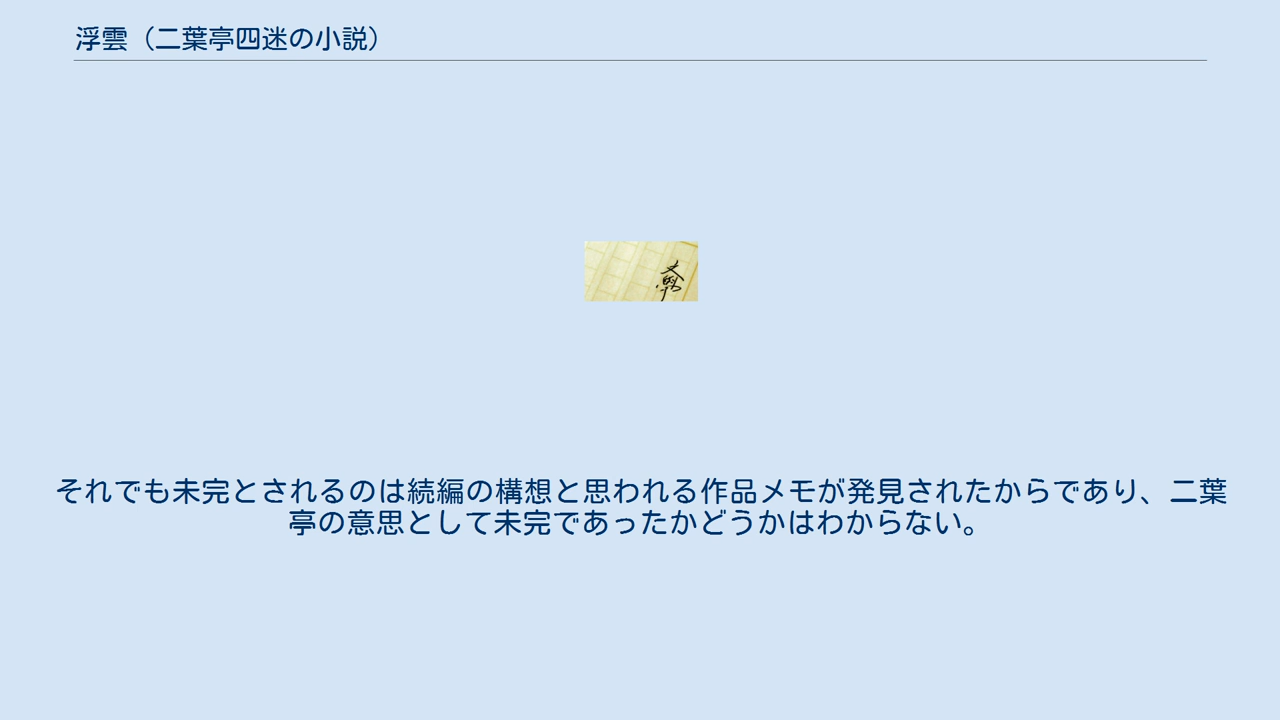 浮雲（二葉亭四迷の小説）
それでも未完とされるのは続編の構想と思われる作品メモが発見されたからであり、二葉
亭の意思として未完であったかどうかはわからない。